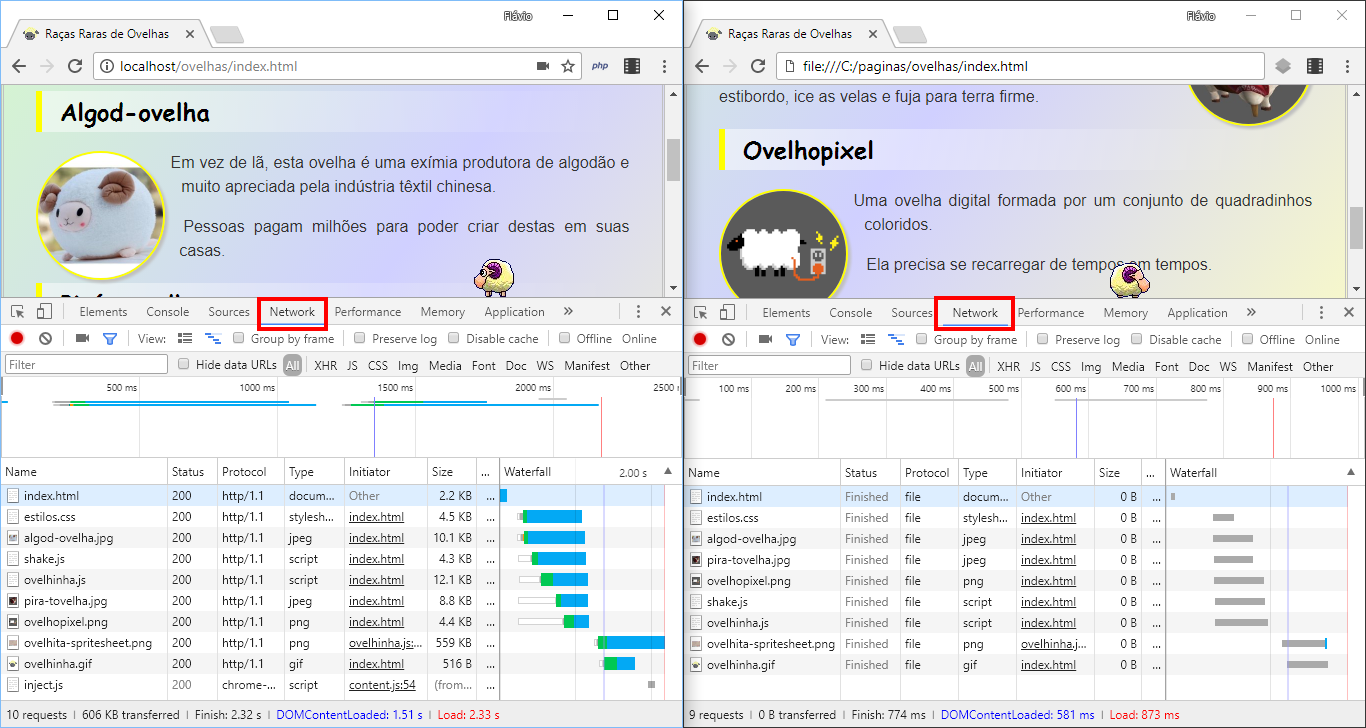 Flávio
Raças Raras de Ovelhas
localhost/ovelhas/index.html
php
Algod-ovelha
Em vez de lã, esta ovelha é uma exímia produtora de algodão e
muito apreciada pela indústria têxtil chinesa.
Pessoas pagam milhões para poder criar destas em suas
casas.
Elements Console Sources Network Performance Memory Application »
View: Group by frame Preserve log Disable cache Offline Online
Filter Hide data URLs All XHR JS CSS Img Media Font Doc WS Manifest Other
500 ms 1000 ms 1500 ms 2000 ms 2500 ms
Name Status Protocol Type Initiator Size ... Waterfall 2.00 s
index.html 200 http/1.1 docum... Other 2.2 KB ...
estilos.css 200 http/1.1 stylesh... index.html 4.5 KB ...
algod-ovelha.jpg 200 http/1.1 jpeg index.html 10.1 KB ...
shake.js 200 http/1.1 script index.html 4.3 KB ...
ovelhinha.js 200 http/1.1 script index.html 12.1 KB ...
pira-tovelha.jpg 200 http/1.1 jpeg index.html 8.8 KB ...
ovelhopixel.png 200 http/1.1 png index.html 4.4 KB ...
ovelhita-spritesheet.png 200 http/1.1 png ovelhinha.js:... 559 KB ...
ovelhinha.gif 200 http/1.1 gif index.html 516 B ...
inject.js 200 chrome-... script content.js:54 (from... ...
10 requests | 606 KB transferred | Finish: 2.32 s | DOMContentLoaded: 1.51 s | Load: 2.33 s
Flávio
Raças Raras de Ovelhas
file:///C:/paginas/ovelhas/index.html
estibordo, ice as velas e fuja para terra firme.
Ovelhopixel
Uma ovelha digital formada por um conjunto de quadradinhos
coloridos.
Ela precisa se recarregar de tempos em tempos.
Elements Console Sources Network Performance Memory Application »
View: Group by frame Preserve log Disable cache Offline Online
Filter Hide data URLs All XHR JS CSS Img Media Font Doc WS Manifest Other
100 ms 200 ms 300 ms 400 ms 500 ms 600 ms 700 ms 800 ms 900 ms 1000 ms
Name Status Protocol Type Initiator Size ... Waterfall
index.html Finished file docum... Other 0 B ...
estilos.css Finished file stylesh... index.html 0 B ...
algod-ovelha.jpg Finished file jpeg index.html 0 B ...
pira-tovelha.jpg Finished file jpeg index.html 0 B ...
ovelhopixel.png Finished file png index.html 0 B ...
shake.js Finished file script index.html 0 B ...
ovelhinha.js Finished file script index.html 0 B ...
ovelhita-spritesheet.png Finished file png ovelhinha.j... 0 B ...
ovelhinha.gif Finished file gif index.html 0 B ...
9 requests | 0 B transferred | Finish: 774 ms | DOMContentLoaded: 581 ms | Load: 873 ms